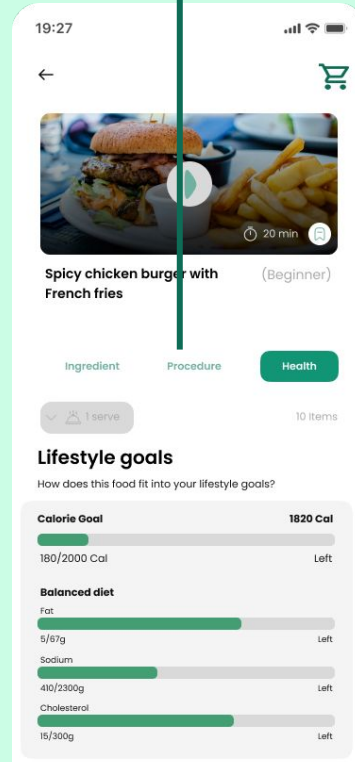 19:27
20 min
Spicy chicken burger with (Beginner)
French fries
Ingredient Procedure Health
1 serve 10 Items
Lifestyle goals
How does this food fit into your lifestyle goals?
Calorie Goal 1820 Cal
180/2000 Cal Left
Balanced diet
Fat
5/67g Left
Sodium
410/2300g Left
Cholesterol
15/300g Left